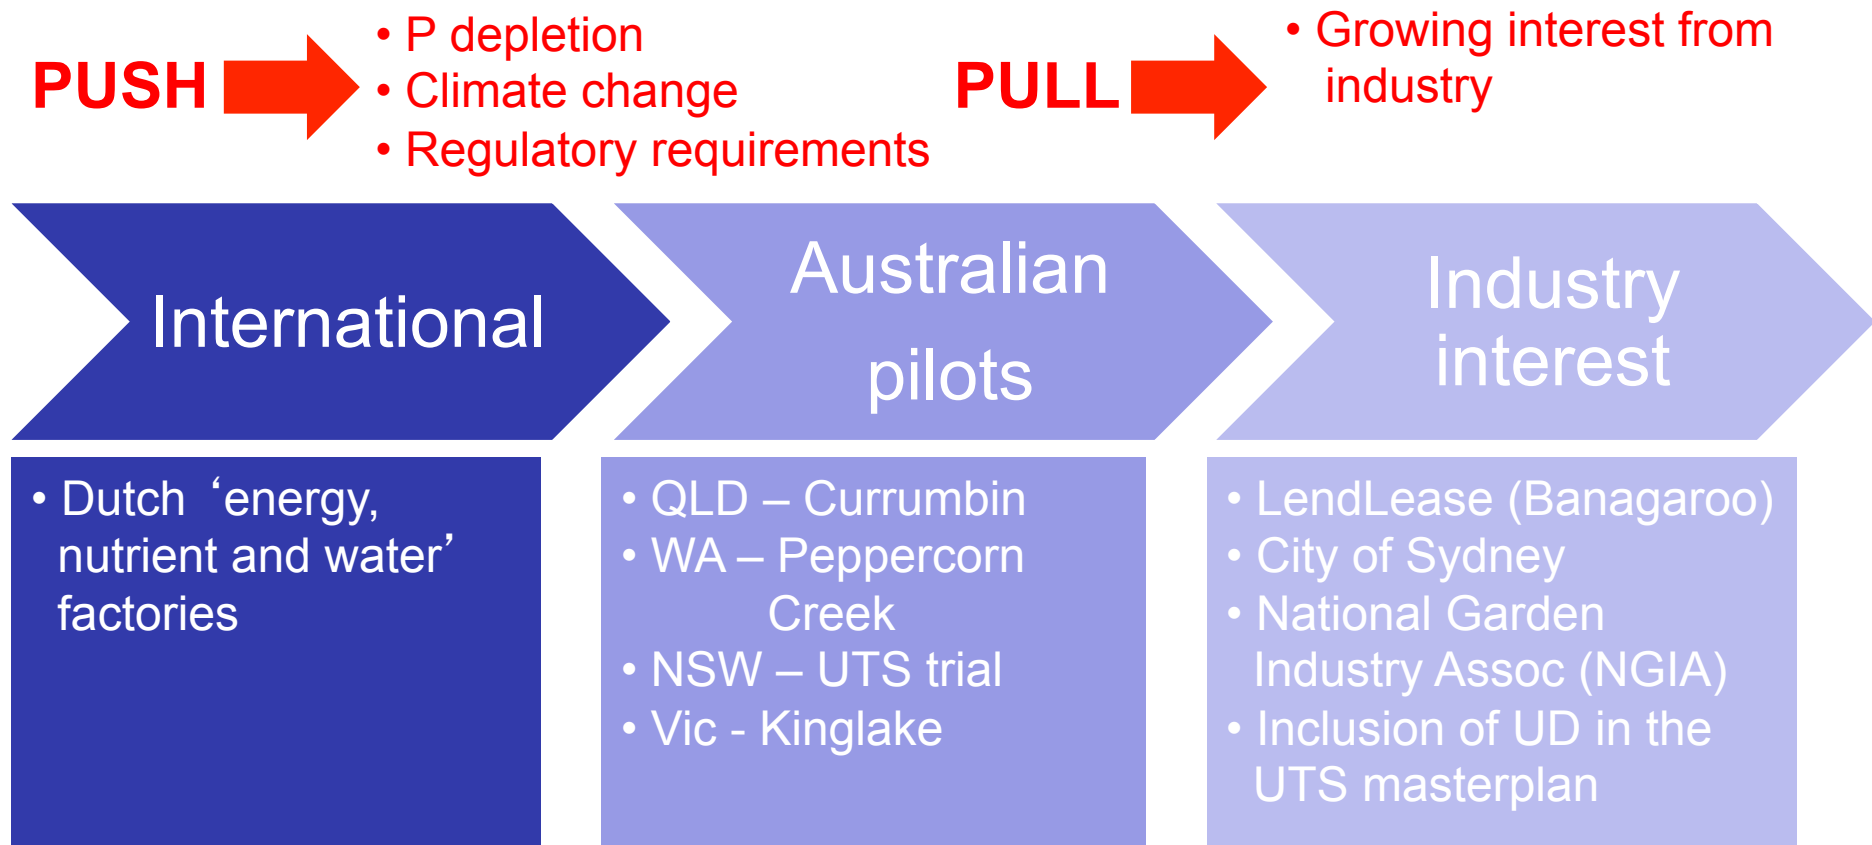 PUSH
• P depletion
• Climate change
• Regulatory requirements
PULL
• Growing interest from
industry
International
Australian
pilots
Industry
interest
• Dutch ‘energy,
nutrient and water’
factories
• QLD – Currumbin
• WA – Peppercorn
Creek
• NSW – UTS trial
• Vic - Kinglake
• LendLease (Banagaroo)
• City of Sydney
• National Garden
Industry Assoc (NGIA)
• Inclusion of UD in the
UTS masterplan